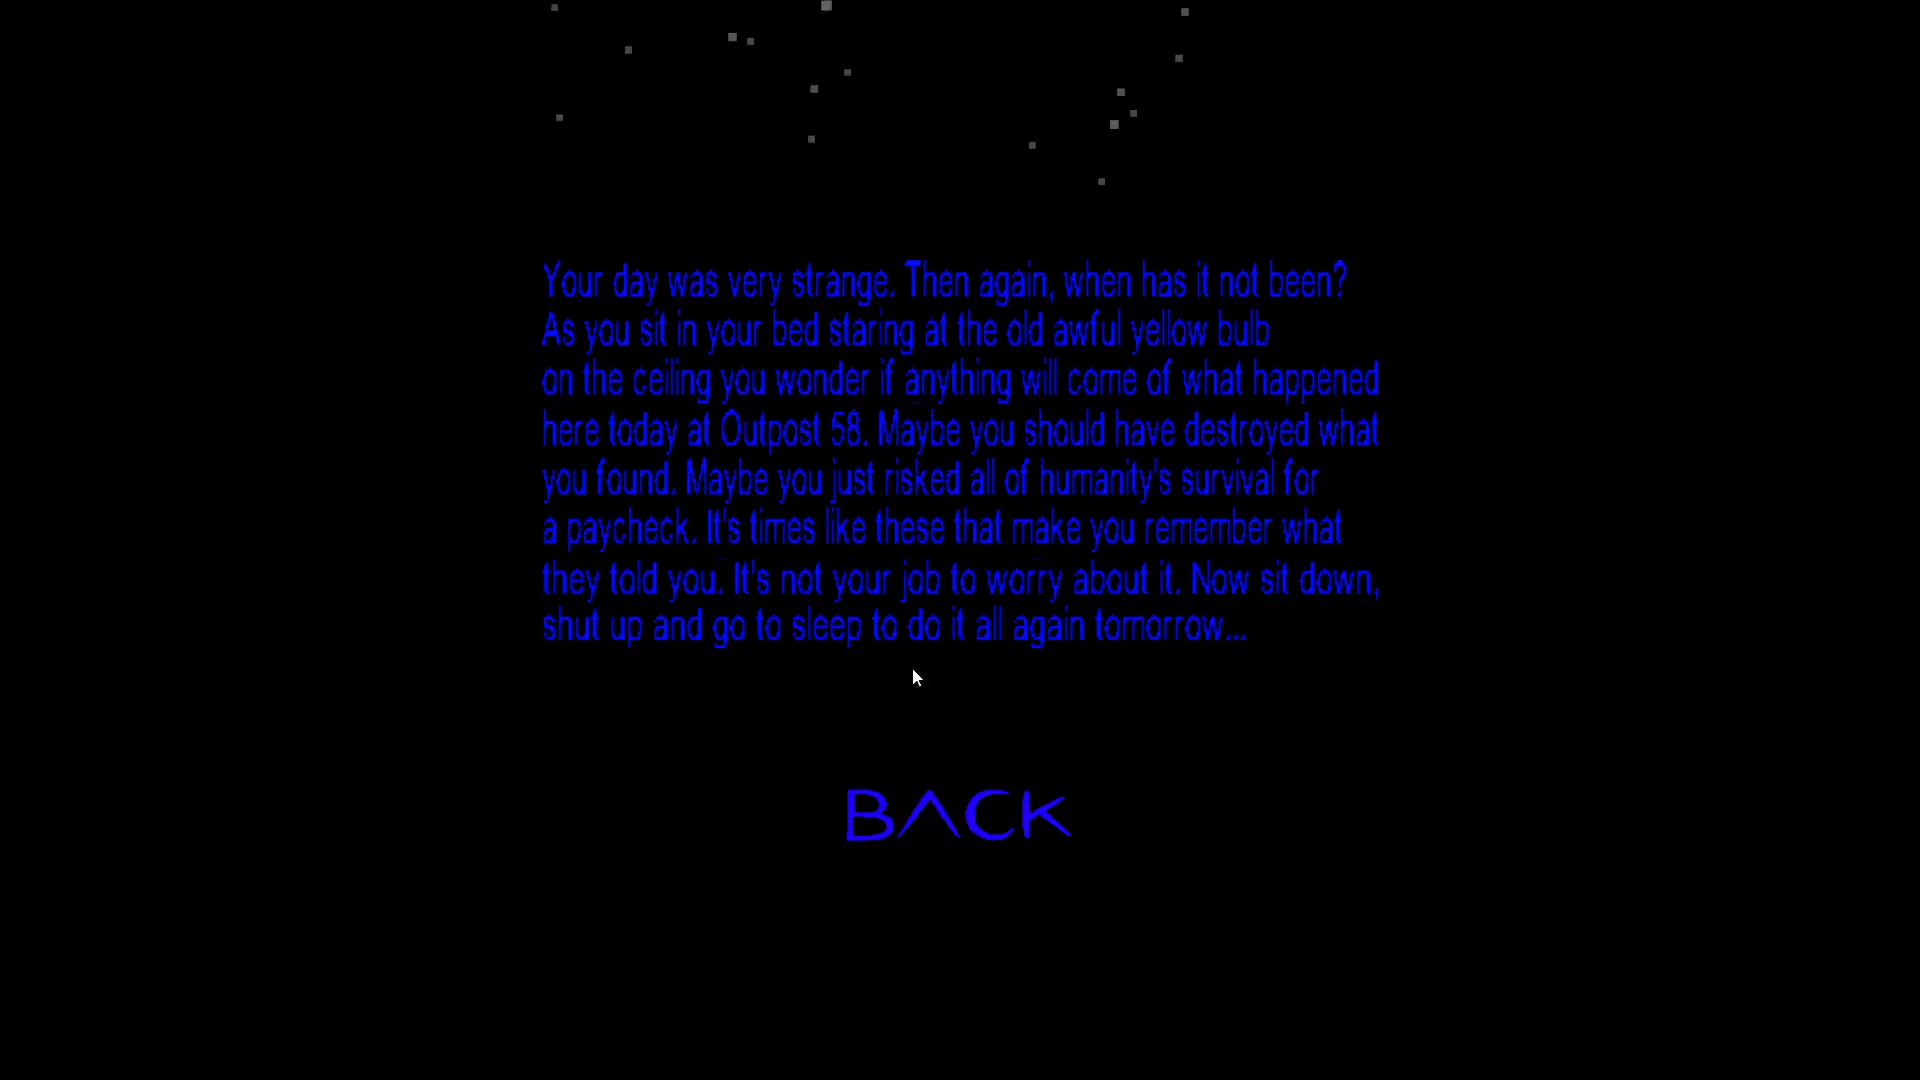 Your day was very strange. Then again, when has it not been?
As you sit in your bed staring at the old awful yellow bulb
on the ceiling you wonder if anything will come of what happened
here today at Outpost 58. Maybe you should have destroyed what
you found. Maybe you just risked all of humanity's survival for
a paycheck. It's times like these that make you remember what
they told you. It's not your job to worry about it. Now sit down,
shut up and go to sleep to do it all again tomorrow...
BACK